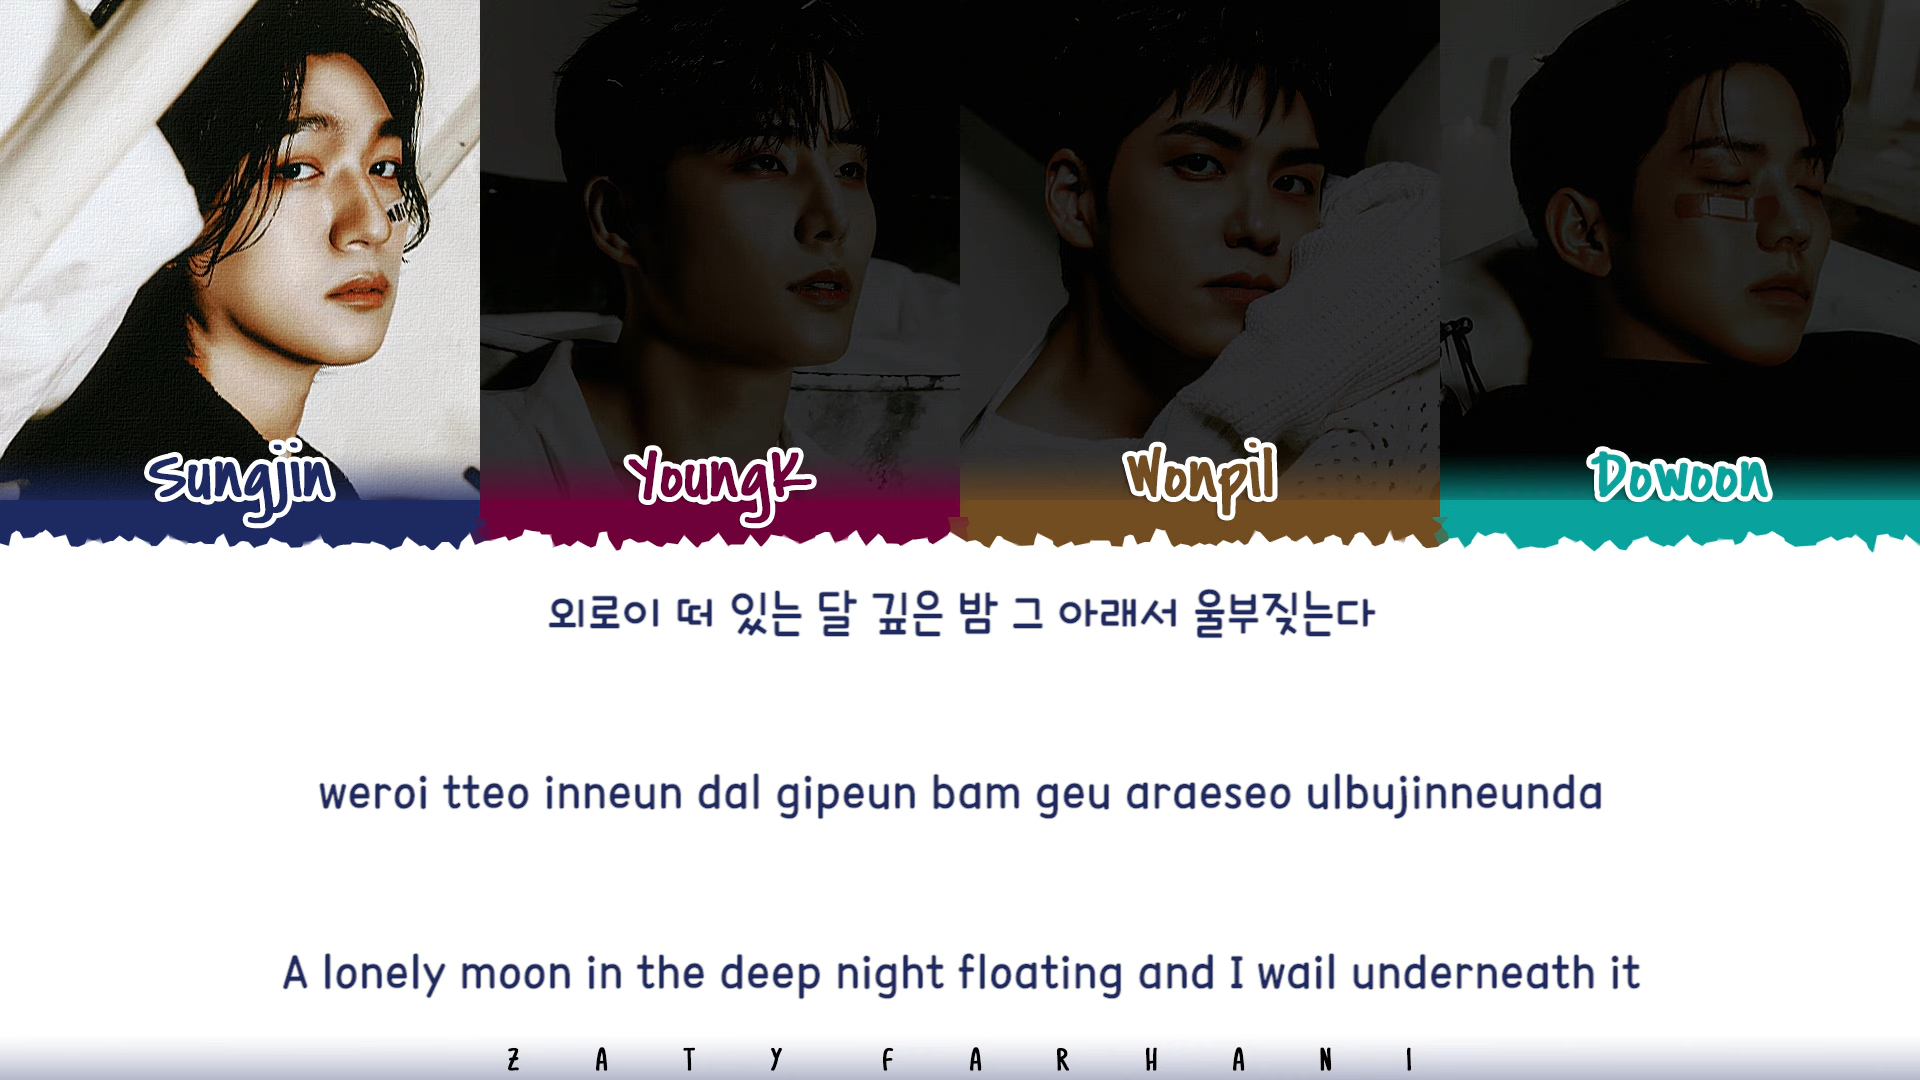 Sungjin
YoungK
Wonpil
Dowoon
외로이 떠 있는 달 깊은 밤 그 아래서 울부짖는다
weroi tteo inneun dal gipeun bam geu araeseo ulbujinneunda
A lonely moon in the deep night floating and I wail underneath it
ZATY FARHANI